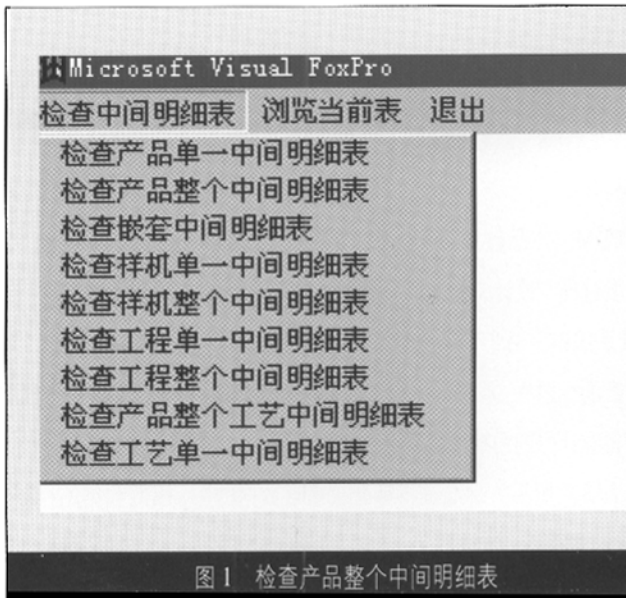 Microsoft Visual FoxPro
检查中间明细表 浏览当前表 退出
检查产品单一中间明细表
检查产品整个中间明细表
检查嵌套中间明细表
检查样机单一中间明细表
检查样机整个中间明细表
检查工程单一中间明细表
检查工程整个中间明细表
检查产品整个工艺中间明细表
检查工艺单一中间明细表
图1 检查产品整个中间明细表